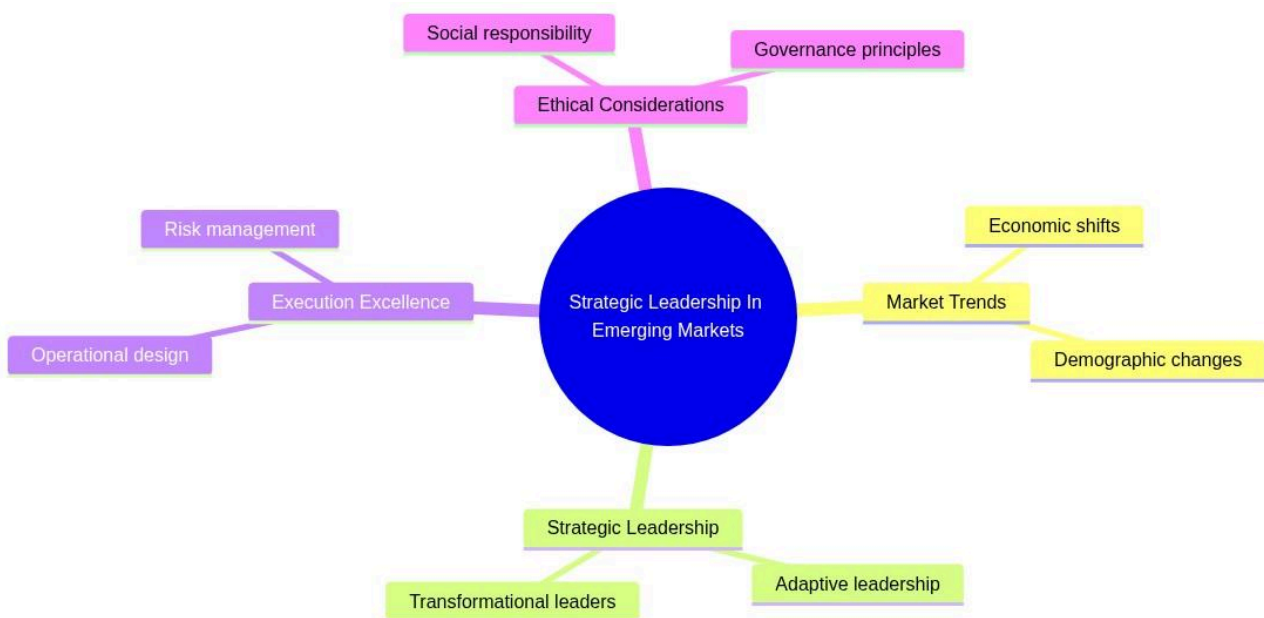 Social responsibility
Governance principles
Ethical Considerations
Risk management
Economic shifts
Execution Excellence
Strategic Leadership In
Emerging Markets
Market Trends
Operational design
Demographic changes
Strategic Leadership
Adaptive leadership
Transformational leaders